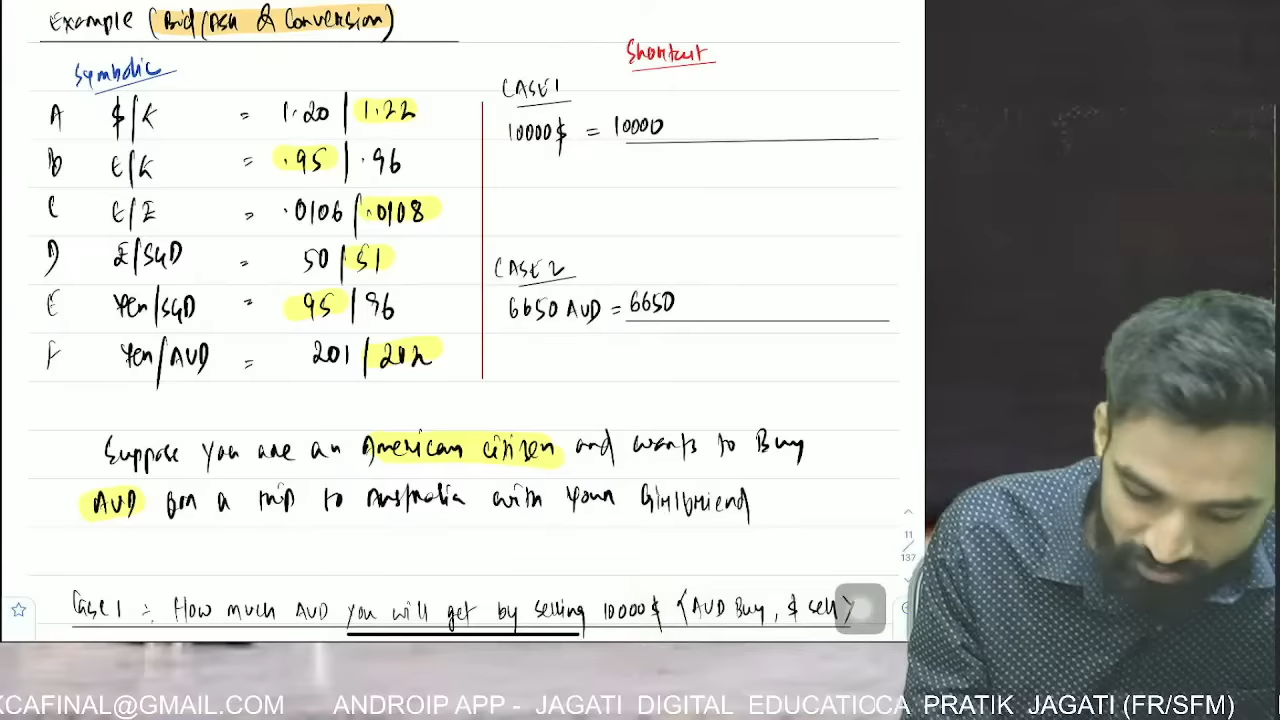 Example (Bid/Ask & Conversion)
Symbolic
A $/K = 1.20 | 1.22
B £/K = .95 | .96
C £/I = .0106 | .0108
D I/SGD = 50 | 51
E Yen/SGD = 95 | 96
F Yen/AUD = 201 | 202
Shortcut
CASE 1
10000$ = 10000
CASE 2
6650 AUD = 6650
Suppose you are an American citizen and wants to Buy
AUD for a trip to Australia with your Girlfriend
11
137
Case 1 : How much AUD you will get by selling 10000$ {AUD Buy, $ sell}
KCAFINAL@GMAIL.COM ANDROIP APP - JAGATI DIGITAL EDUCATICCA PRATIK JAGATI (FR/SFM)